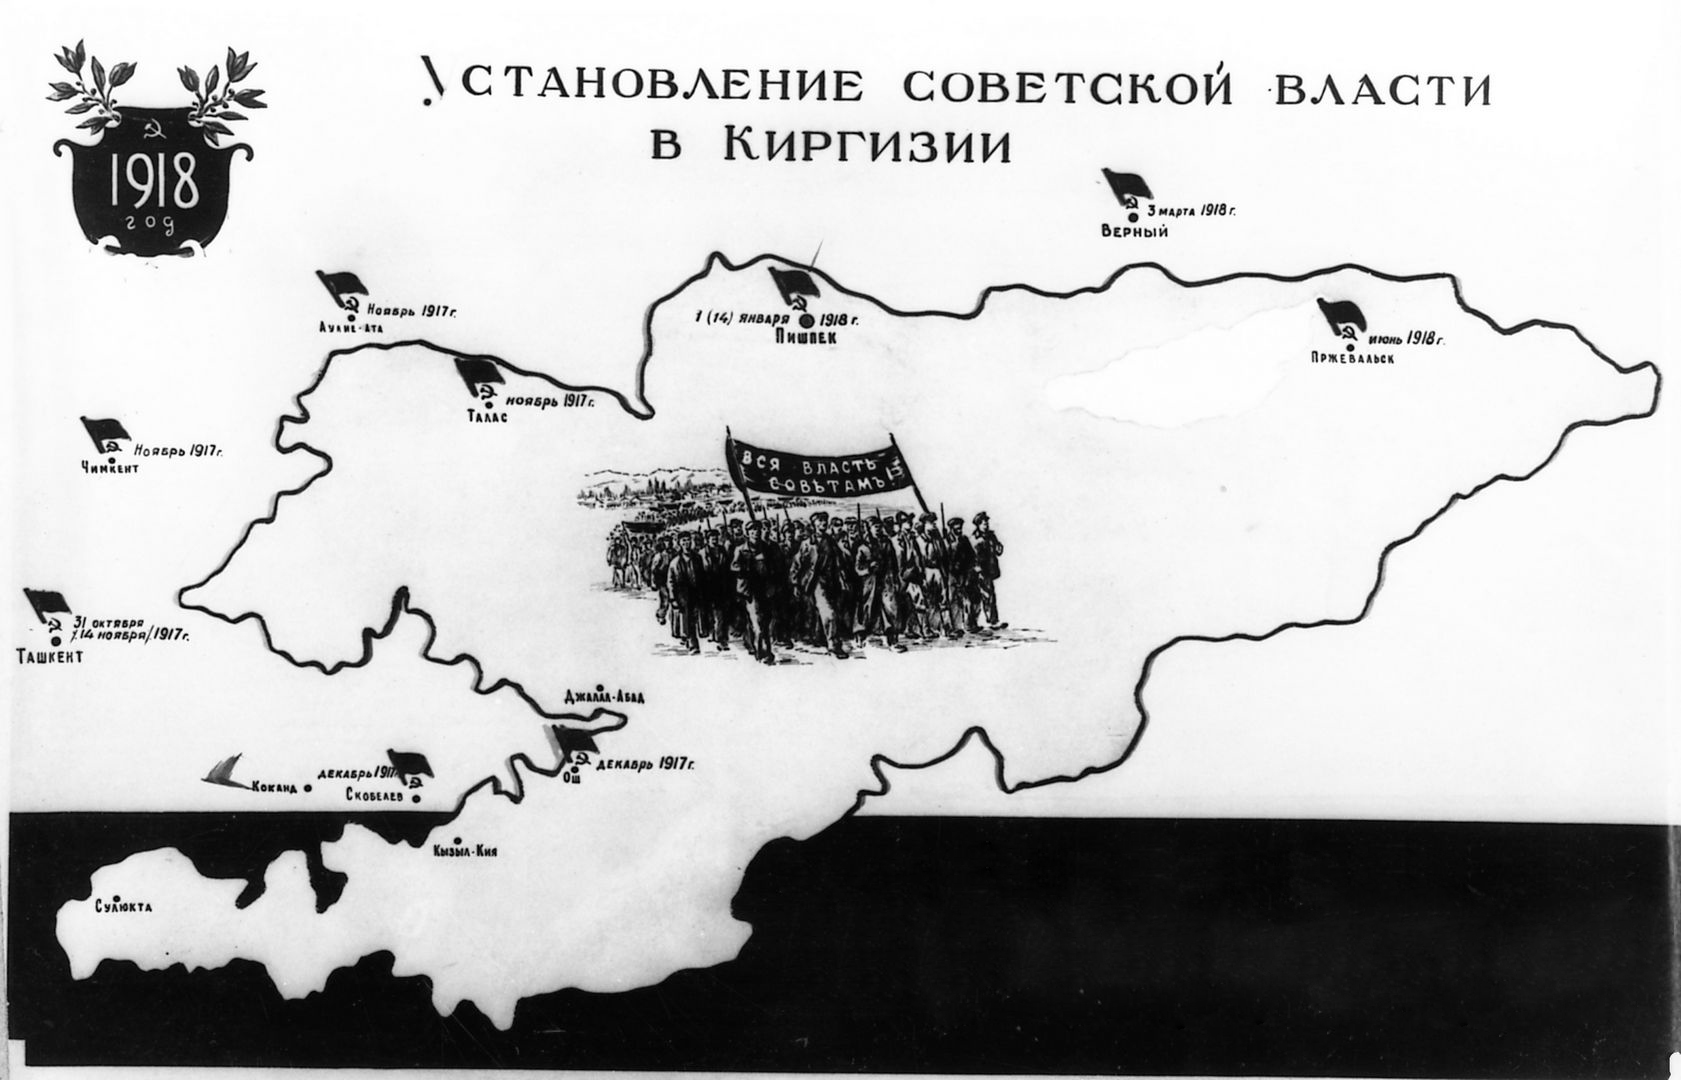 Установление советской власти
в Киргизии
1918
год
3 марта 1918 г.
Верный
Ноябрь 1917 г.
Аулие-Ата
1 (14) января 1918 г.
Пишпек
июнь 1918 г.
Пржевальск
ноябрь 1917 г.
Талас
Ноябрь 1917 г.
Чимкент
Вся власть
совѣтамъ!
31 октября
/14 ноября/ 1917 г.
Ташкент
Джалал-Абад
декабрь 1917 г.
Ош
декабрь 1917
Скобелев
Коканд
Кызыл-Кия
Сулюкта